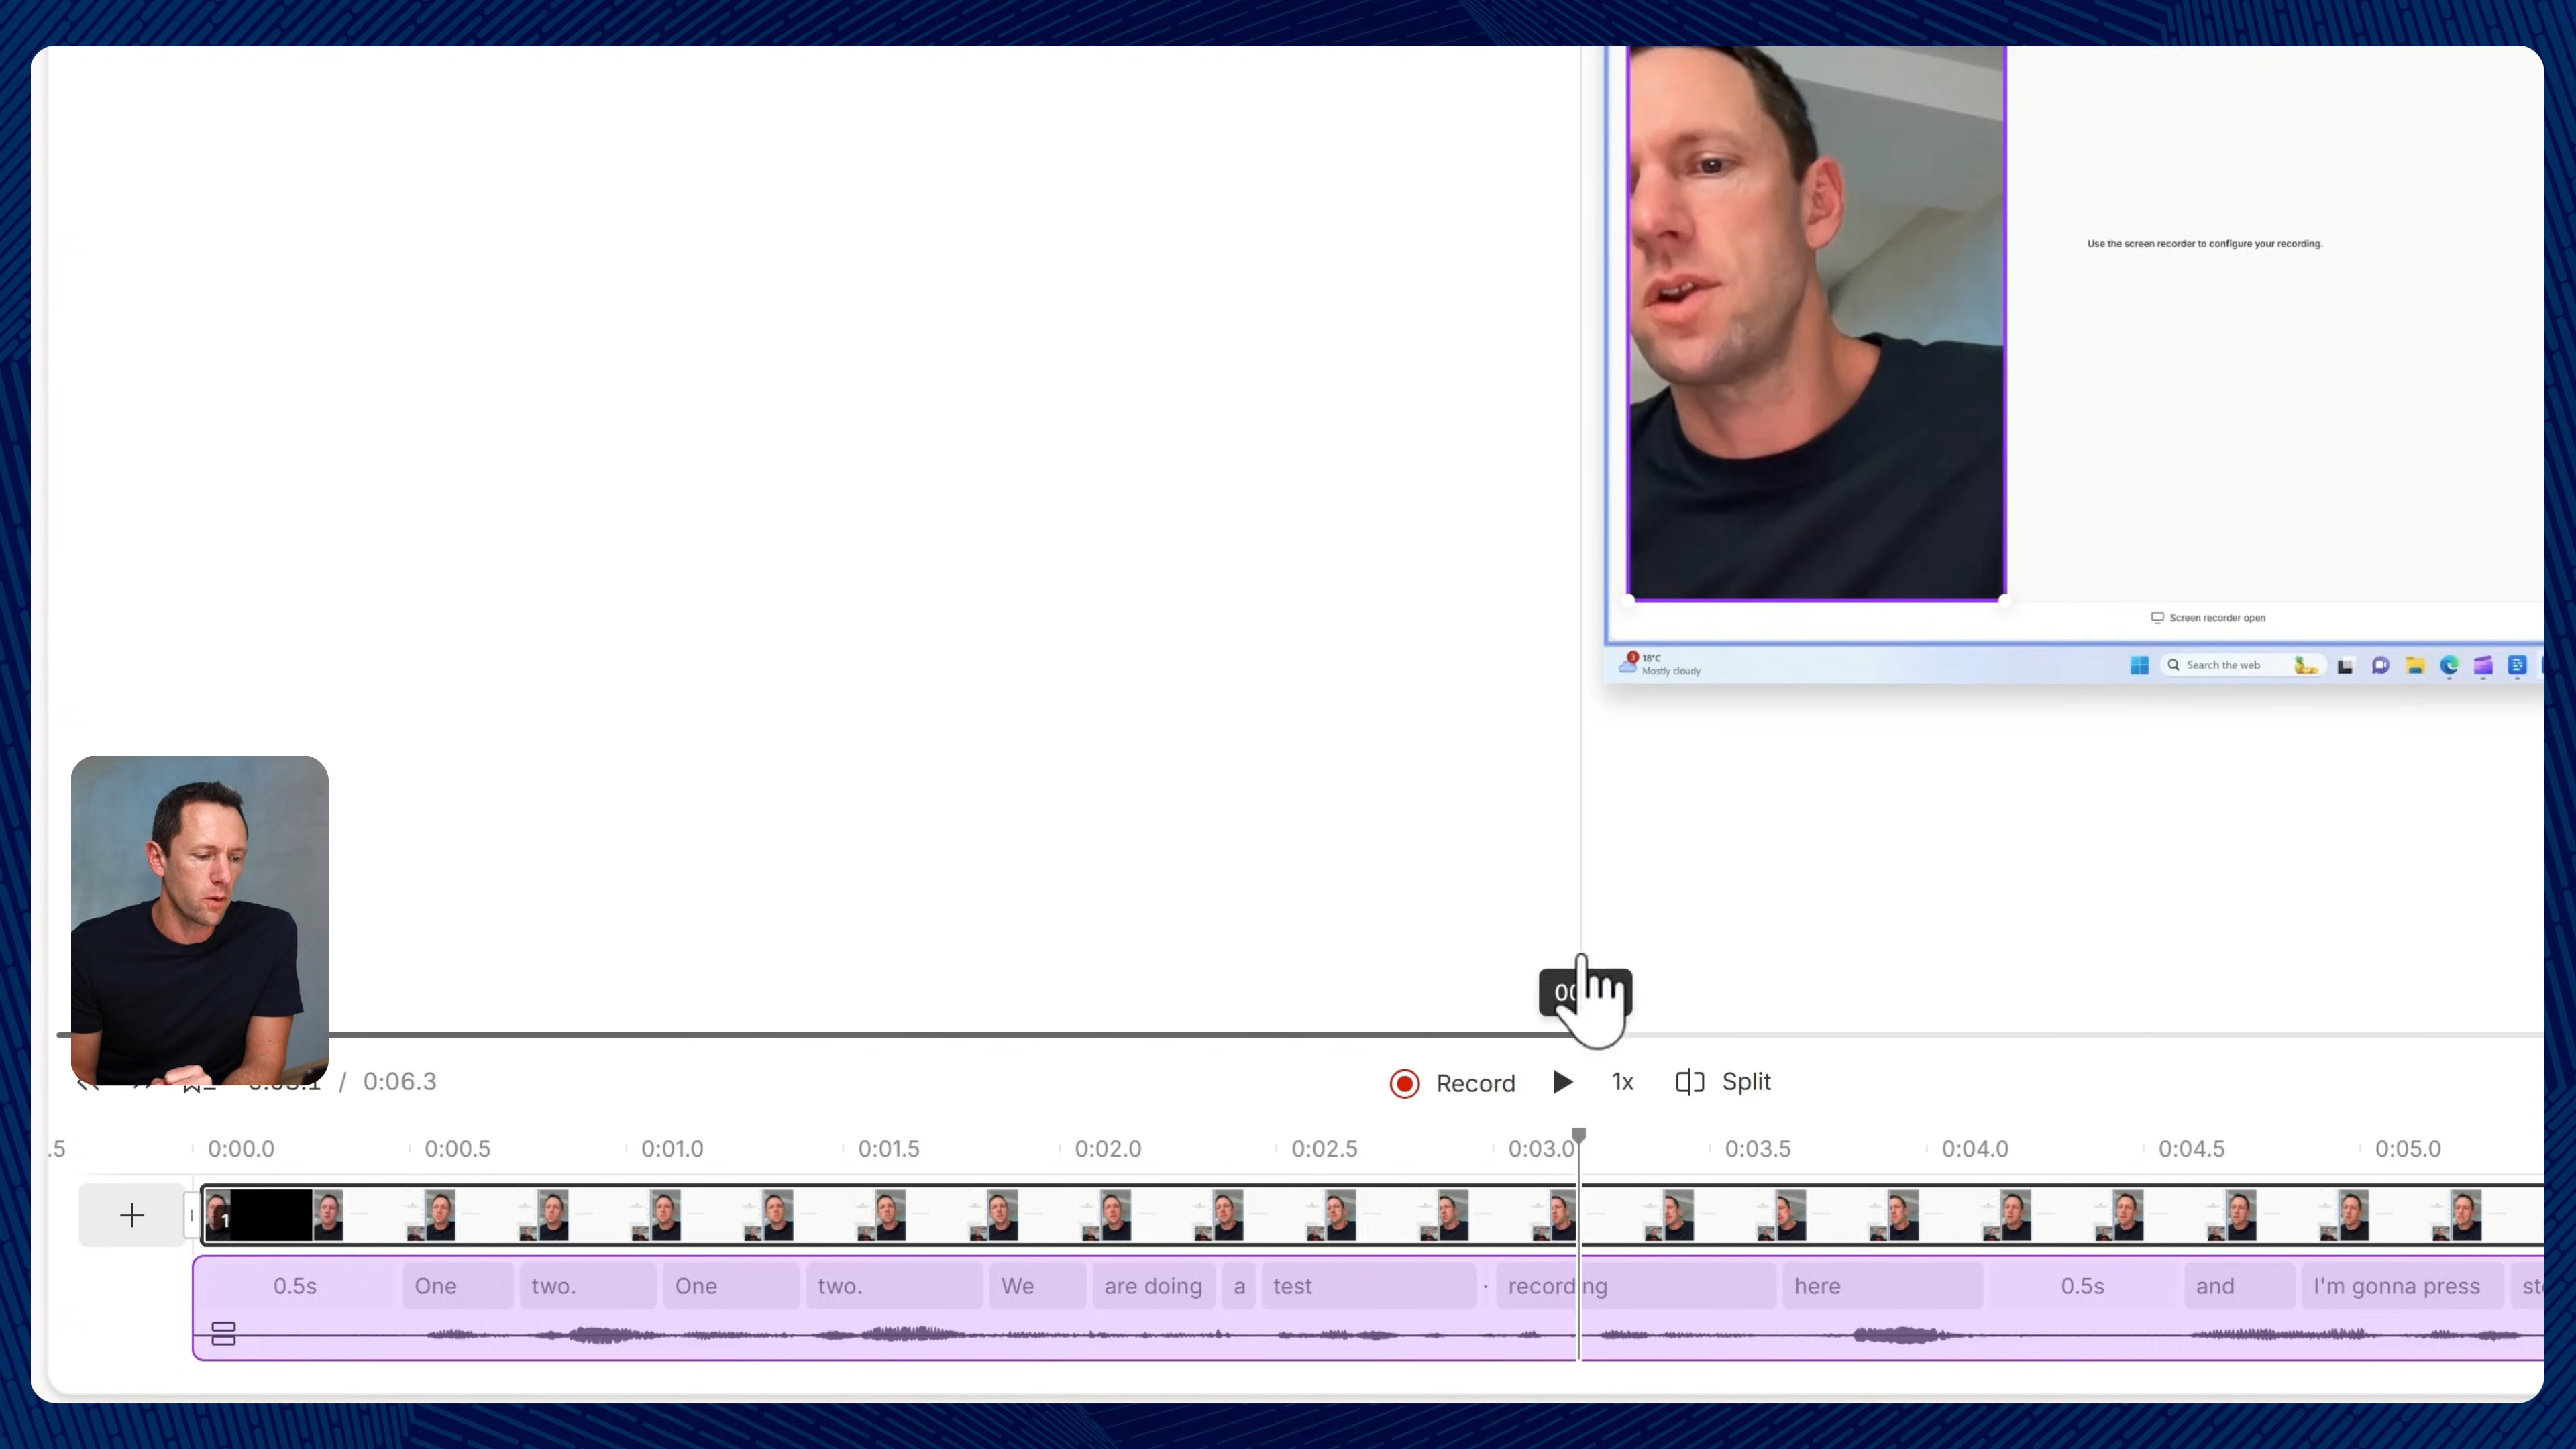 Use the screen recorder to configure your recording.
Screen recorder open
18°C
Mostly cloudy
Search the web
/ 0:06.3
Record 1x Split
.5 0:00.0 0:00.5 0:01.0 0:01.5 0:02.0 0:02.5 0:03.0 0:03.5 0:04.0 0:04.5 0:05.0
1
0.5s One two. One two. We are doing a test · recording here 0.5s and I'm gonna press